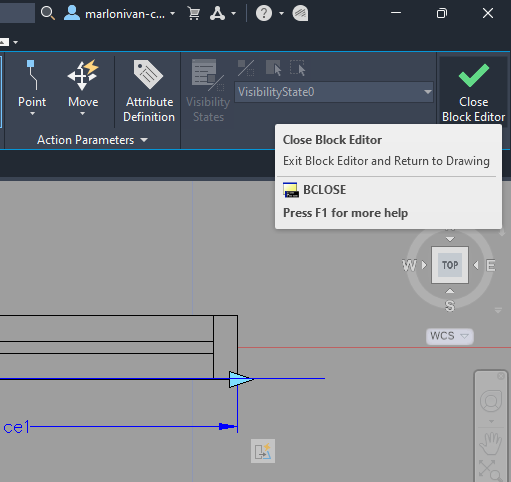 marlonivan-c...
Point
Move
Attribute
Definition
Visibility
States
VisibilityState0
Close
Block Editor
Action Parameters
Close Block Editor
Exit Block Editor and Return to Drawing
BCLOSE
Press F1 for more help
W
TOP
E
S
WCS
ce1